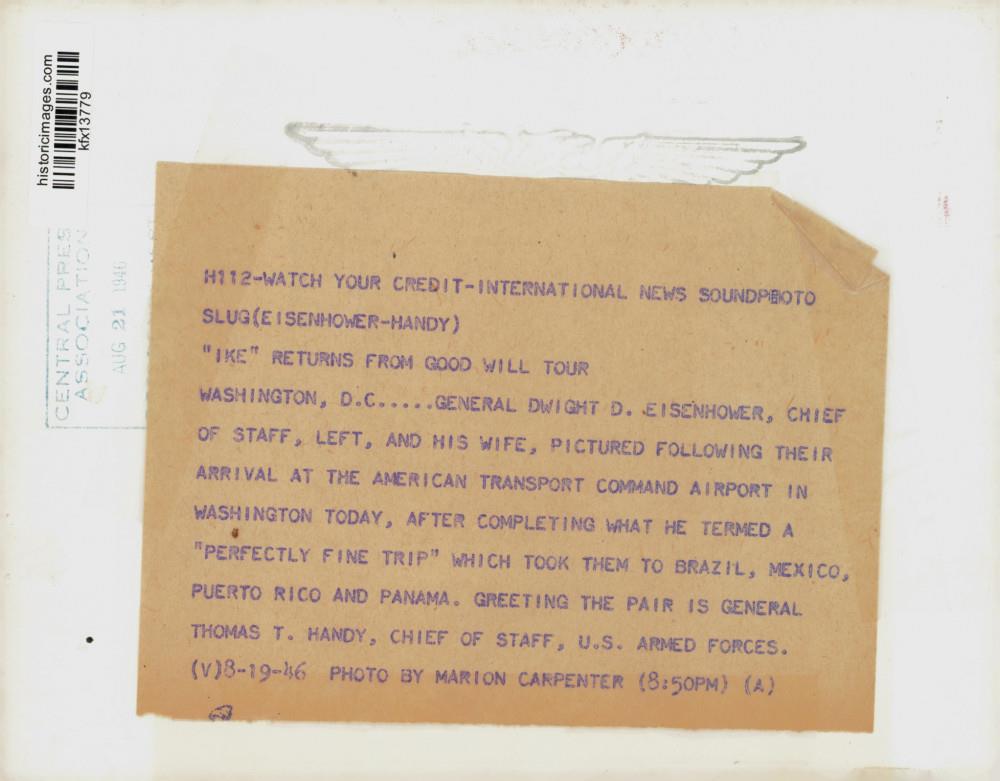 historicimages.com
kfx13779
CENTRAL PRESS
ASSOCIATION
AUG 21 1946
H112-WATCH YOUR CREDIT-INTERNATIONAL NEWS SOUNDPHOTO
SLUG(EISENHOWER-HANDY)
"IKE" RETURNS FROM GOOD WILL TOUR
WASHINGTON, D.C.....GENERAL DWIGHT D. EISENHOWER, CHIEF
OF STAFF, LEFT, AND HIS WIFE, PICTURED FOLLOWING THEIR
ARRIVAL AT THE AMERICAN TRANSPORT COMMAND AIRPORT IN
WASHINGTON TODAY, AFTER COMPLETING WHAT HE TERMED A
"PERFECTLY FINE TRIP" WHICH TOOK THEM TO BRAZIL, MEXICO,
PUERTO RICO AND PANAMA. GREETING THE PAIR IS GENERAL
THOMAS T. HANDY, CHIEF OF STAFF, U.S. ARMED FORCES.
(V)8-19-46 PHOTO BY MARION CARPENTER (8:50PM) (A)